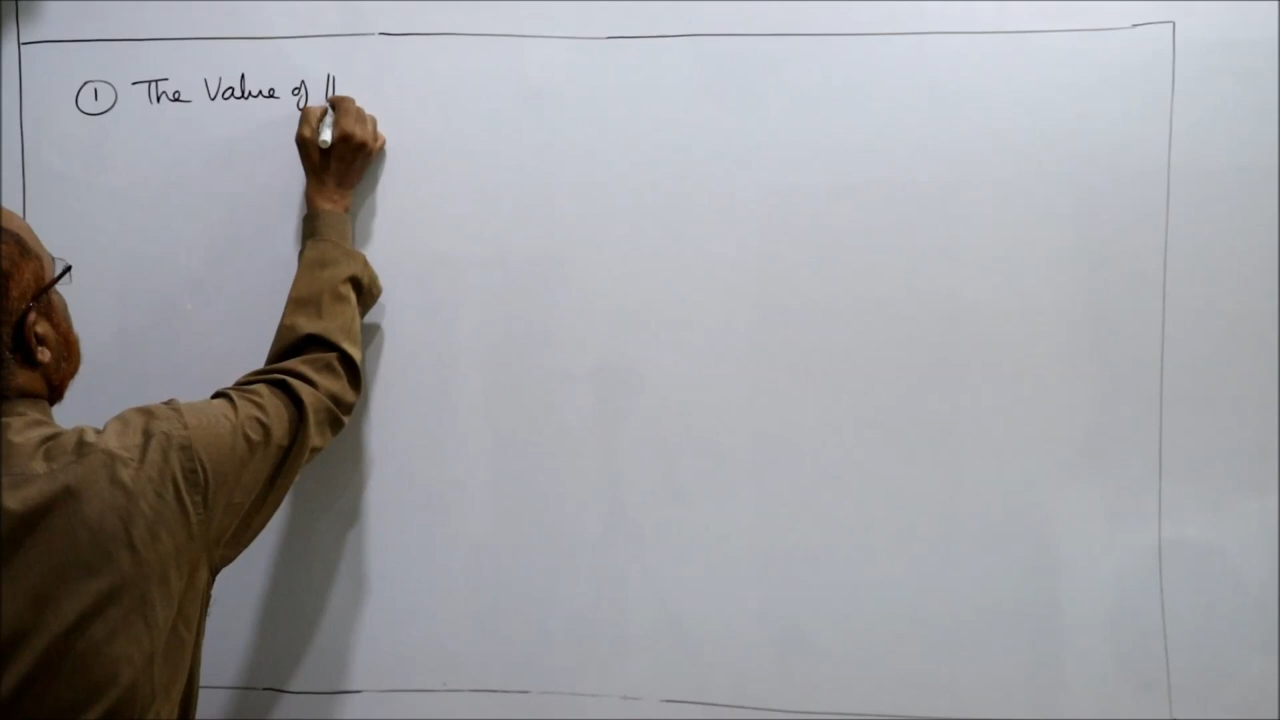 ① The Value of